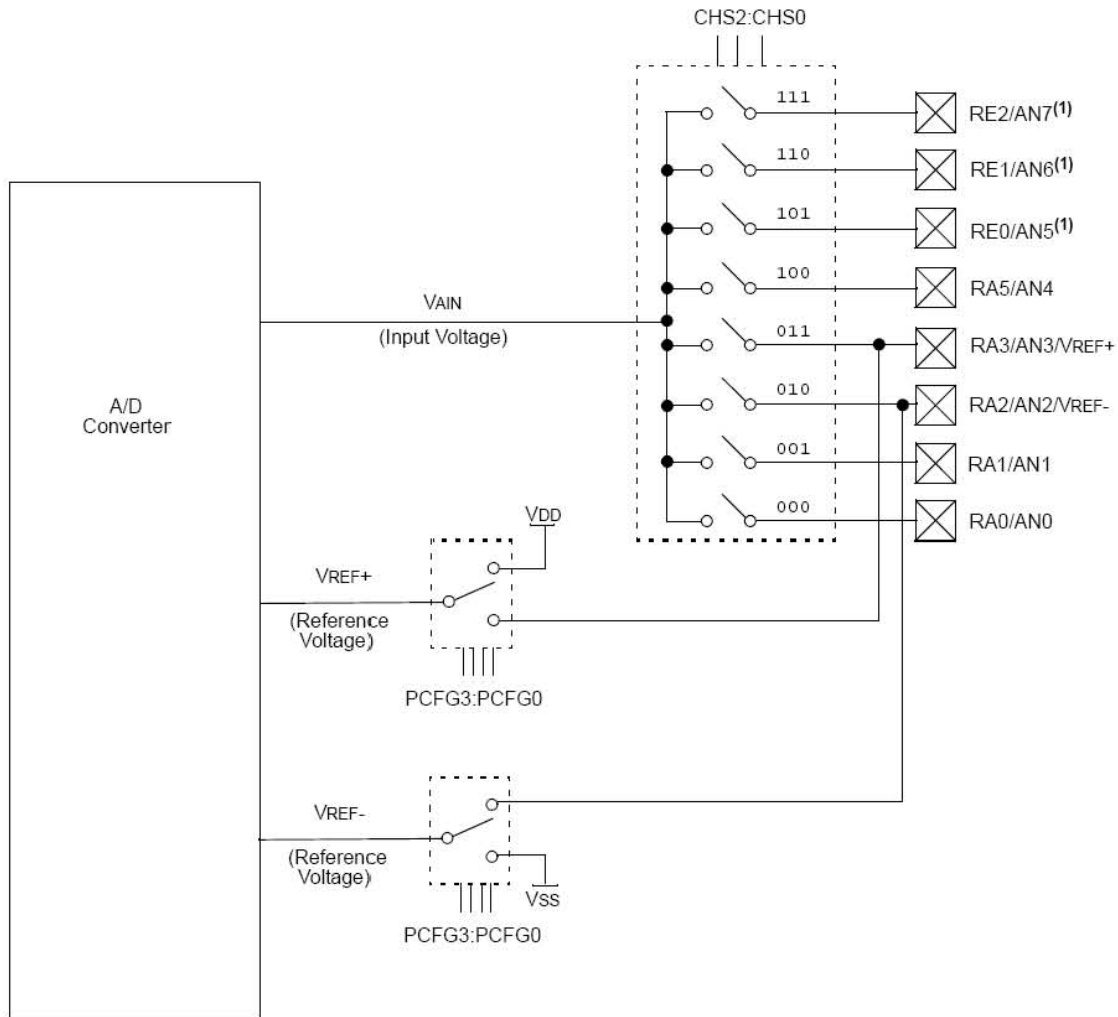 CHS2:CHS0
111
RE2/AN7(1)
110
RE1/AN6(1)
101
RE0/AN5(1)
100
RA5/AN4
VAIN
(Input Voltage)
011
RA3/AN3/VREF+
A/D
Converter
010
RA2/AN2/VREF-
001
RA1/AN1
000
RA0/AN0
VDD
VREF+
(Reference
Voltage)
PCFG3:PCFG0
VREF-
(Reference
Voltage)
VSS
PCFG3:PCFG0